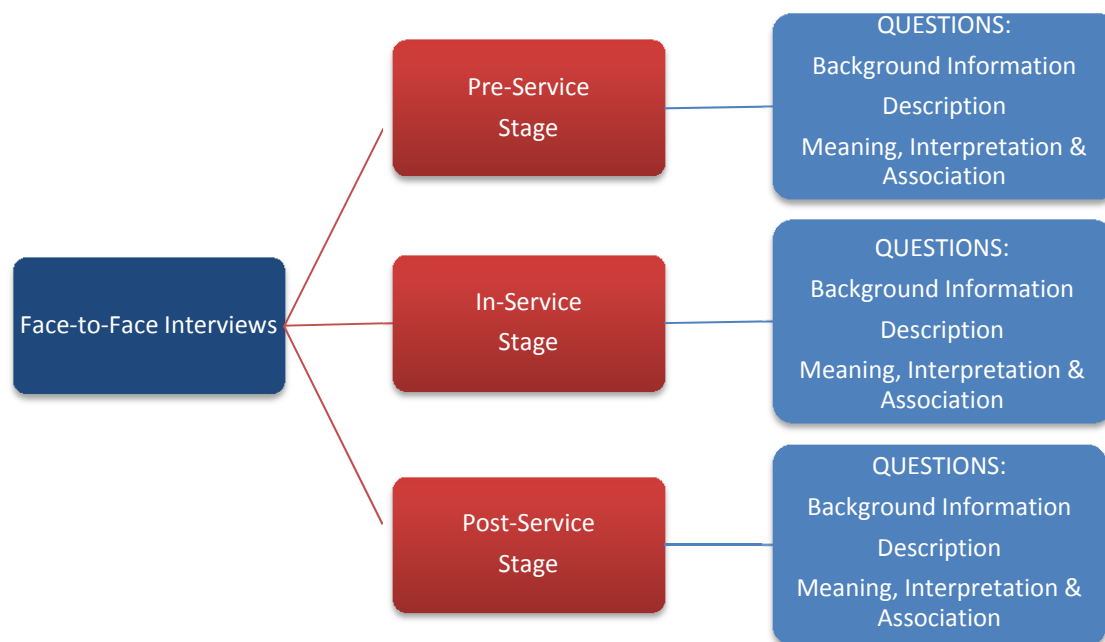 Face-to-Face Interviews
Pre-Service
Stage
QUESTIONS:
Background Information
Description
Meaning, Interpretation &
Association
In-Service
Stage
QUESTIONS:
Background Information
Description
Meaning, Interpretation &
Association
Post-Service
Stage
QUESTIONS:
Background Information
Description
Meaning, Interpretation &
Association